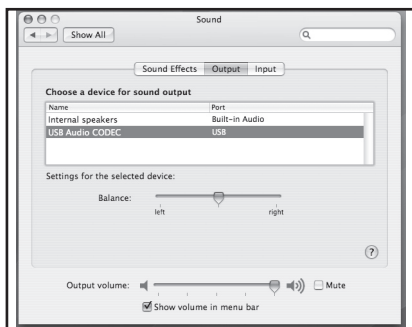 Sound
Show All
Sound Effects Output Input
Choose a device for sound output
Name Port
Internal speakers Built-in Audio
USB Audio CODEC USB
Settings for the selected device:
Balance:
left right
?
Output volume: Mute
Show volume in menu bar